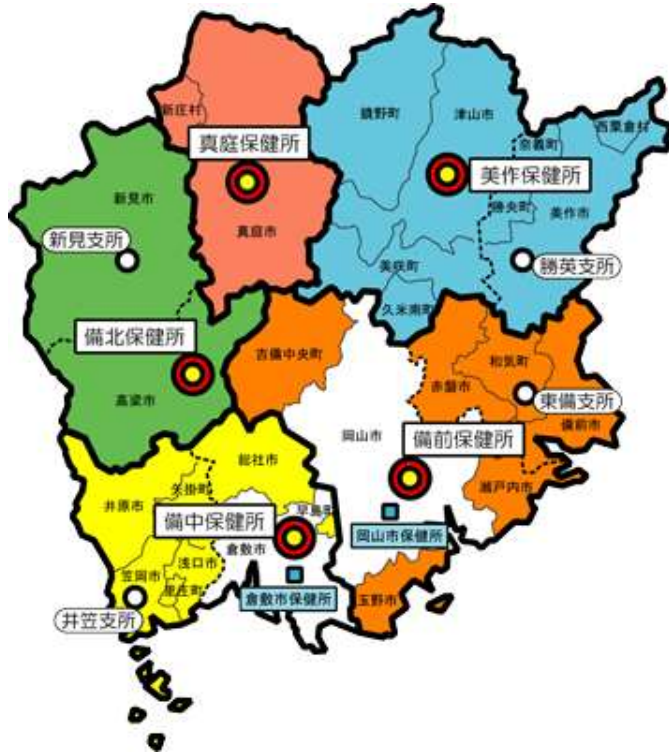 新庄村
真庭保健所
真庭市
鏡野町
津山市
奈義町
西粟倉村
美作保健所
勝央町
美作市
美咲町
久米南町
勝英支所
新見市
新見支所
備北保健所
高梁市
吉備中央町
岡山市
赤磐市
和気町
東備支所
備前市
備前保健所
瀬戸内市
岡山市保健所
玉野市
総社市
井原市
矢掛町
備中保健所
早島町
倉敷市
浅口市
笠岡市
里庄町
倉敷市保健所
井笠支所